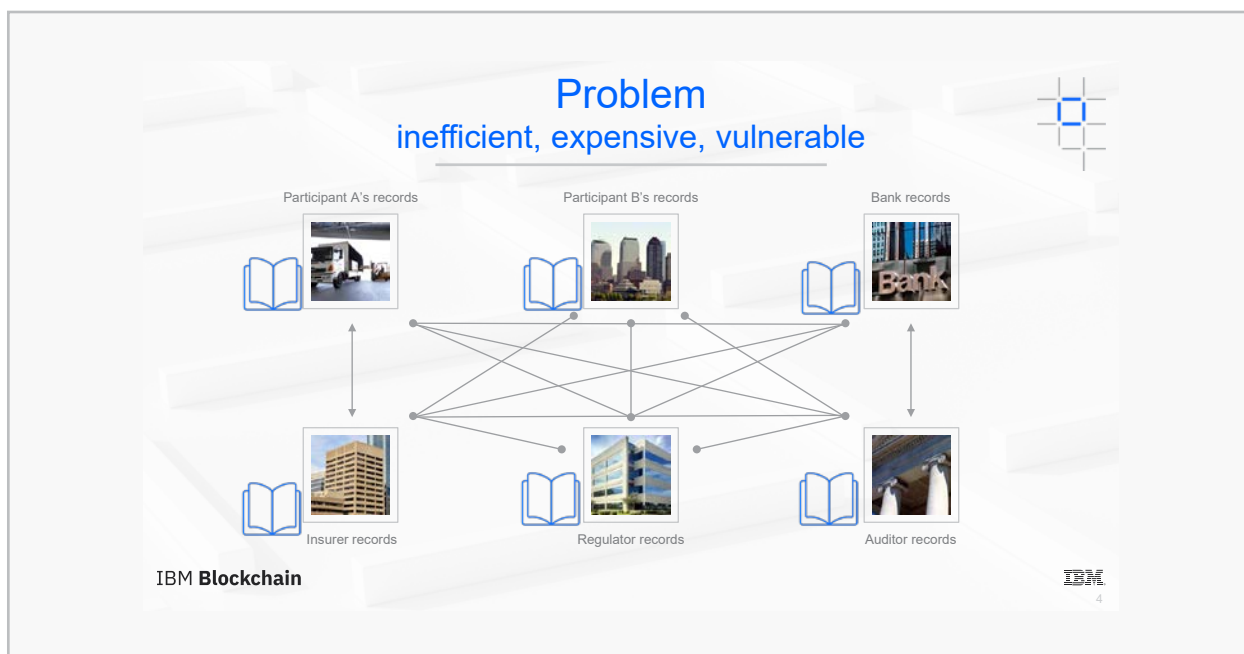 Problem
inefficient, expensive, vulnerable
Participant A's records
Participant B's records
Bank records
Bank
Insurer records
Regulator records
Auditor records
IBM Blockchain
IBM
4